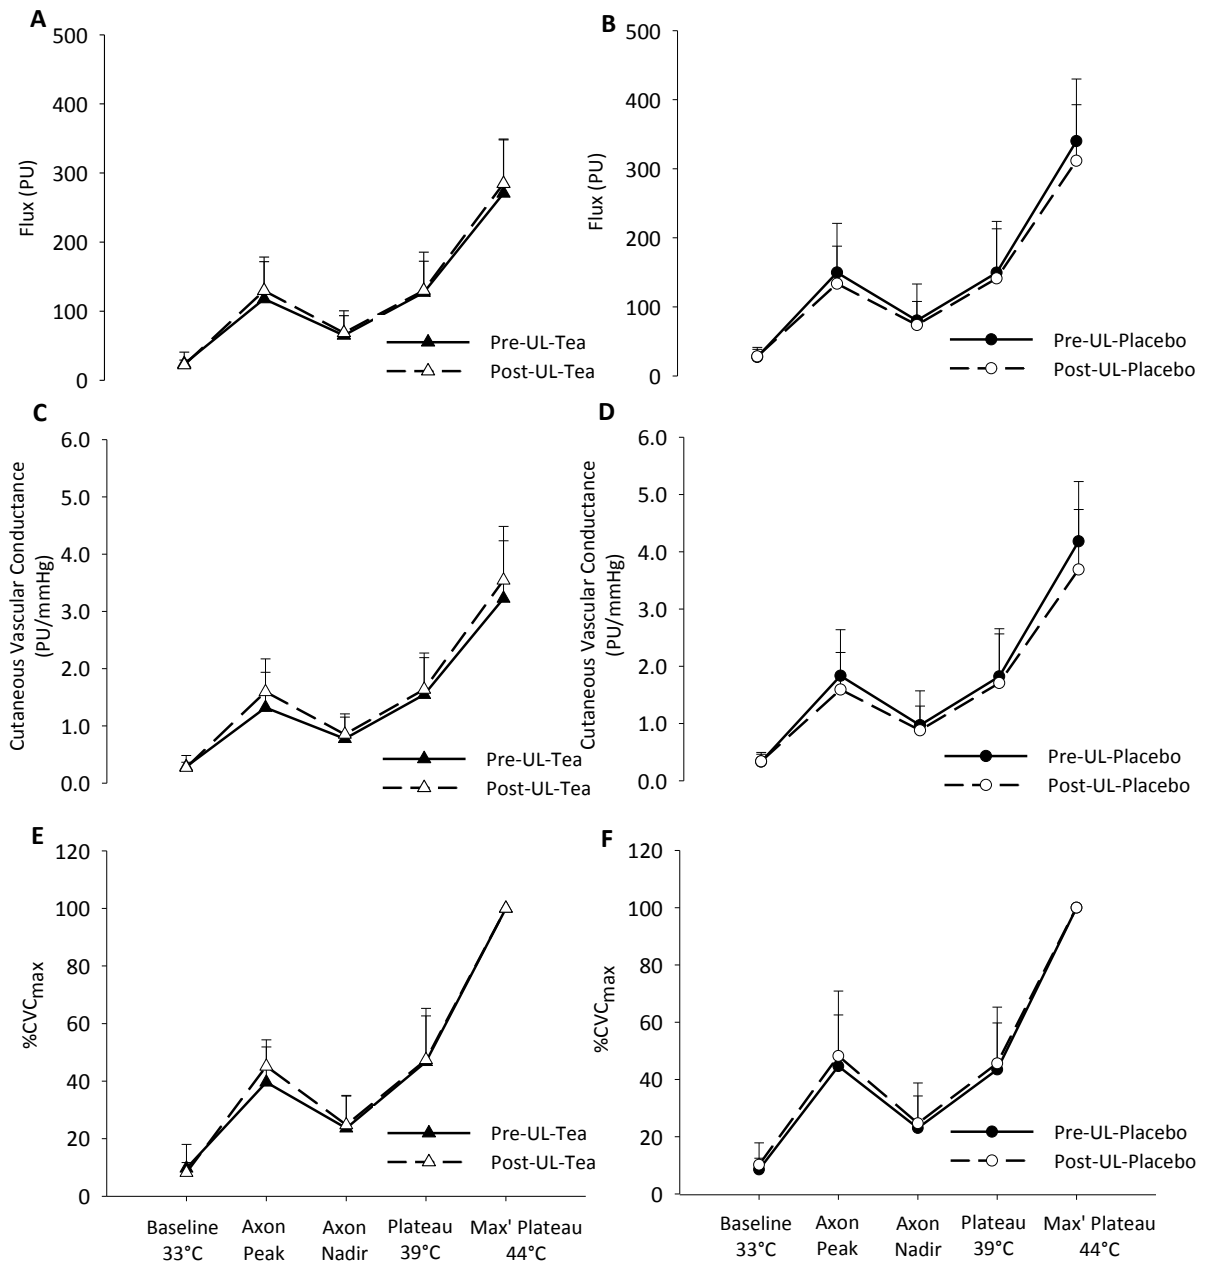 A
500
400
300
200
100
0
Flux (PU)
Pre-UL-Tea
Post-UL-Tea
B
500
400
300
200
100
0
Flux (PU)
Pre-UL-Placebo
Post-UL-Placebo
C
6.0
5.0
4.0
3.0
2.0
1.0
0.0
Cutaneous Vascular Conductance
(PU/mmHg)
Pre-UL-Tea
Post-UL-Tea
D
6.0
5.0
4.0
3.0
2.0
1.0
0.0
Cutaneous Vascular Conductance
(PU/mmHg)
Pre-UL-Placebo
Post-UL-Placebo
E
120
100
80
60
40
20
0
%CVCmax
Pre-UL-Tea
Post-UL-Tea
Baseline
33°C
Axon
Peak
Axon
Nadir
Plateau
39°C
Max' Plateau
44°C
F
120
100
80
60
40
20
0
%CVCmax
Pre-UL-Placebo
Post-UL-Placebo
Baseline
33°C
Axon
Peak
Axon
Nadir
Plateau
39°C
Max' Plateau
44°C